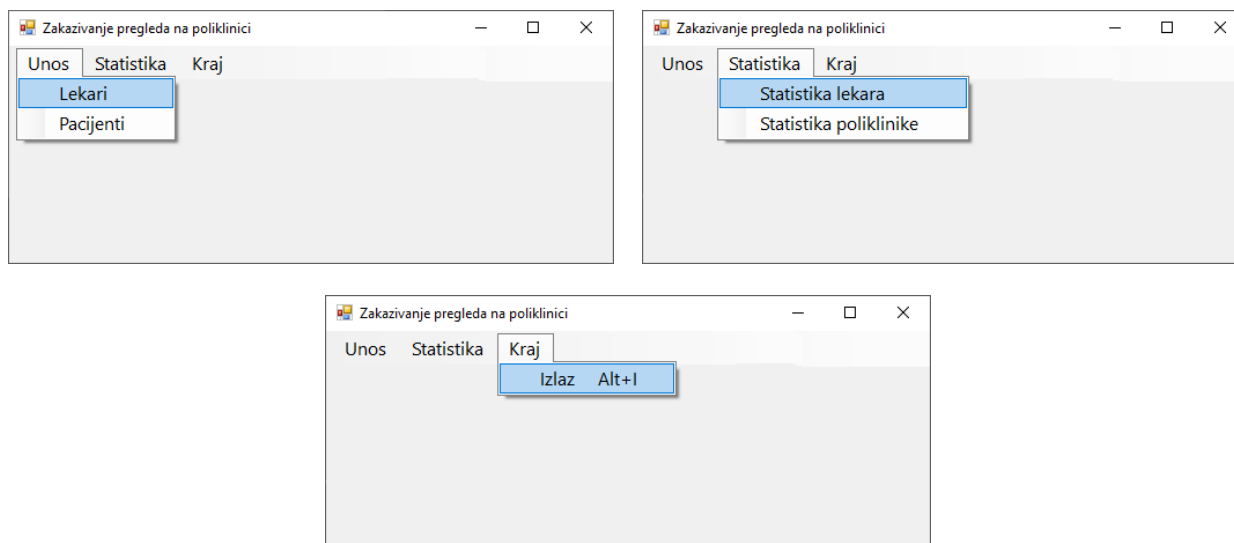 Zakazivanje pregleda na poliklinici
Unos Statistika Kraj
Lekari
Pacijenti
Zakazivanje pregleda na poliklinici
Unos Statistika Kraj
Statistika lekara
Statistika poliklinike
Zakazivanje pregleda na poliklinici
Unos Statistika Kraj
Izlaz Alt+I